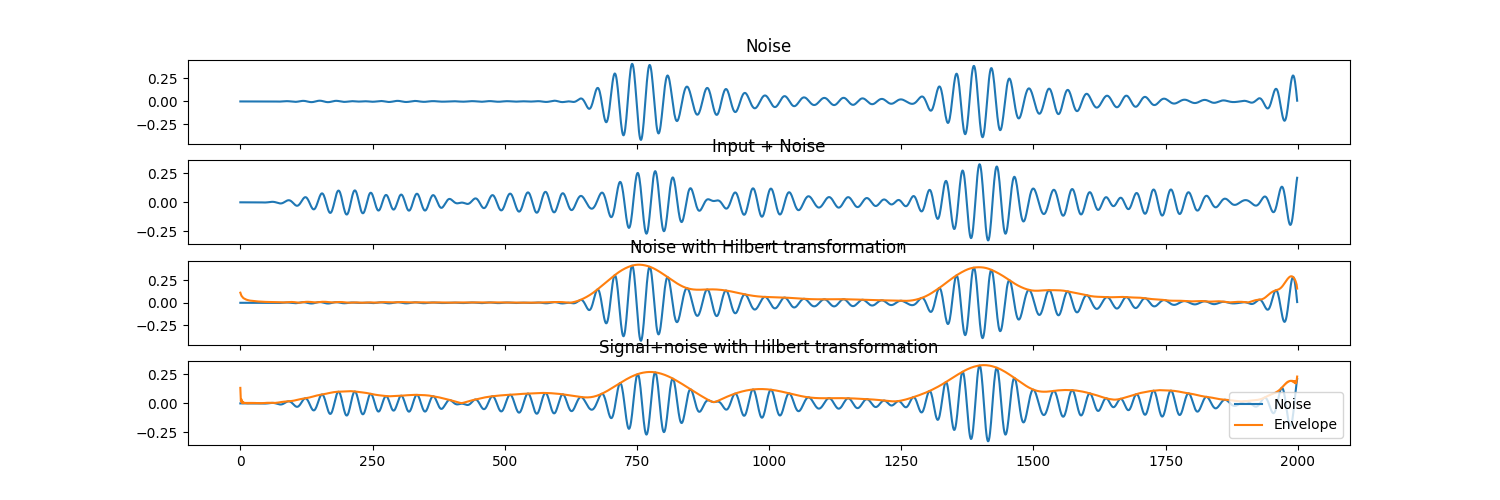 Noise
0.25
0.00
−0.25
Input + Noise
0.25
0.00
−0.25
Noise with Hilbert transformation
0.25
0.00
−0.25
Signal+noise with Hilbert transformation
0.25
0.00
−0.25
Noise
Envelope
0 250 500 750 1000 1250 1500 1750 2000